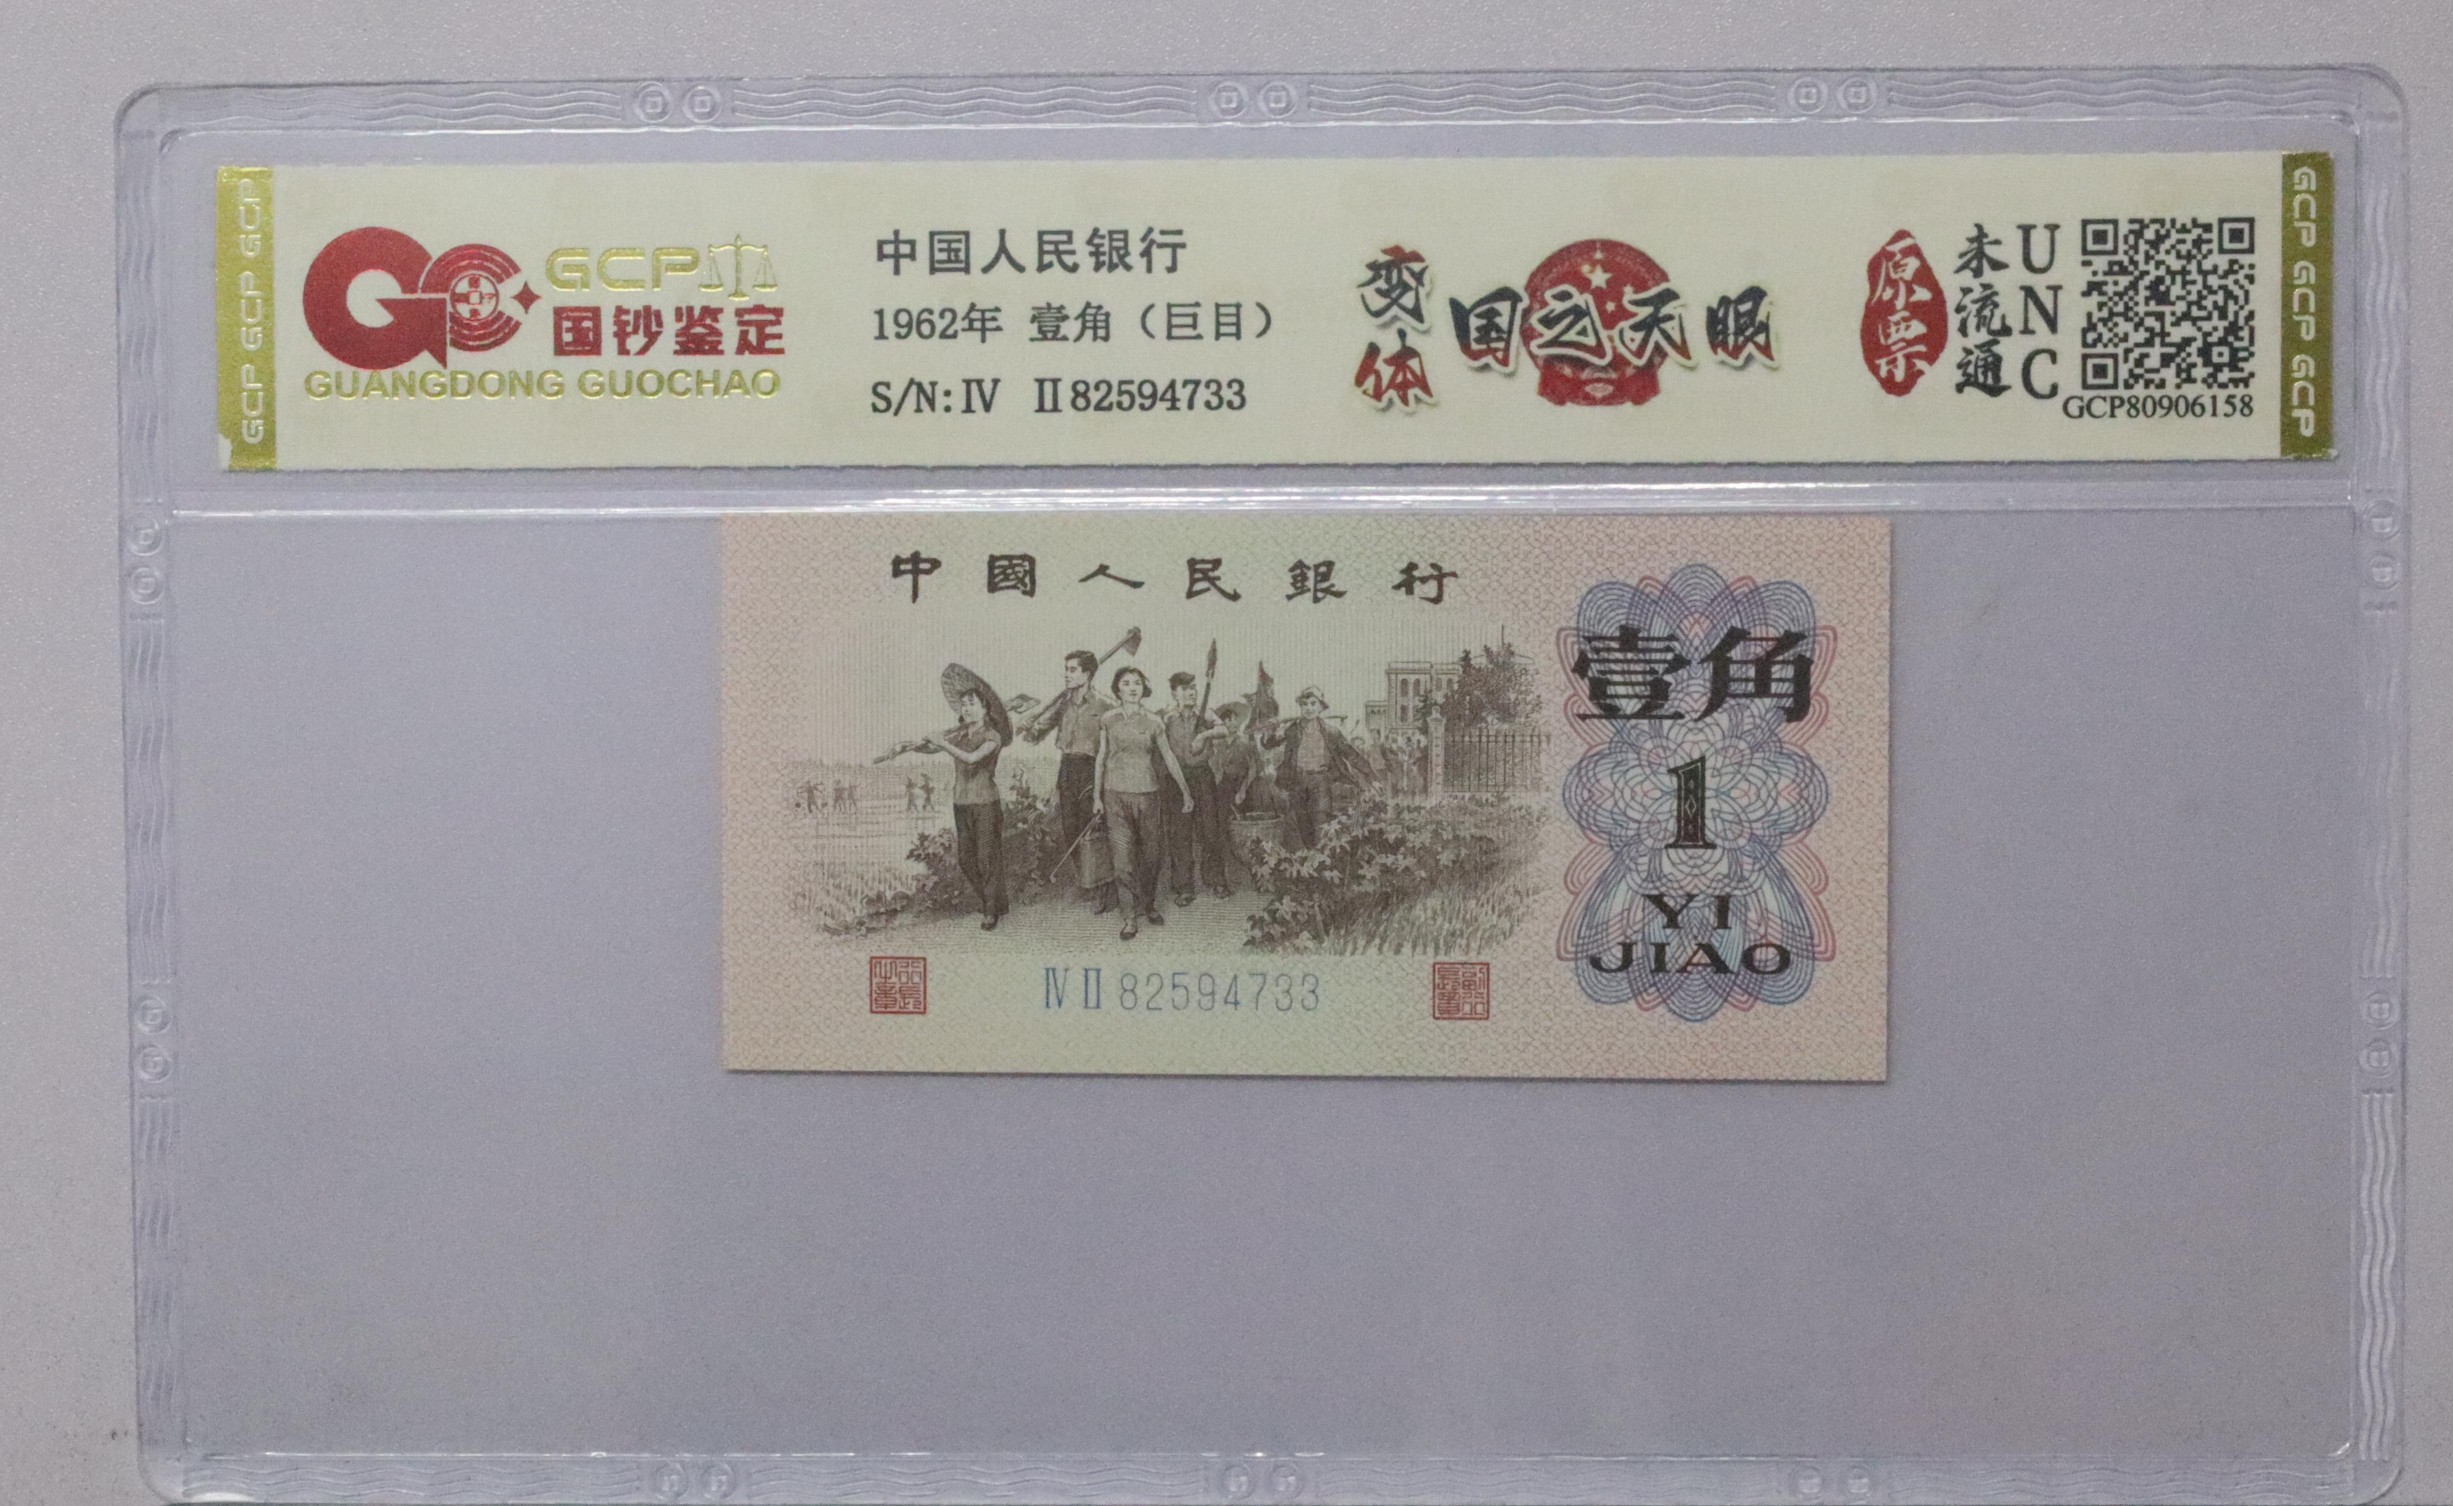 GCP GCP GCP
GCP
国钞鉴定
GUANGDONG GUOCHAO
中国人民银行
1962年 壹角（巨目）
S/N:Ⅳ Ⅱ82594733
变体
国之天眼
原票
未流通
UNC
GCP80906158
GCP GCP GCP
中國人民銀行
壹角
1
YI
JIAO
Ⅳ Ⅱ 82594733